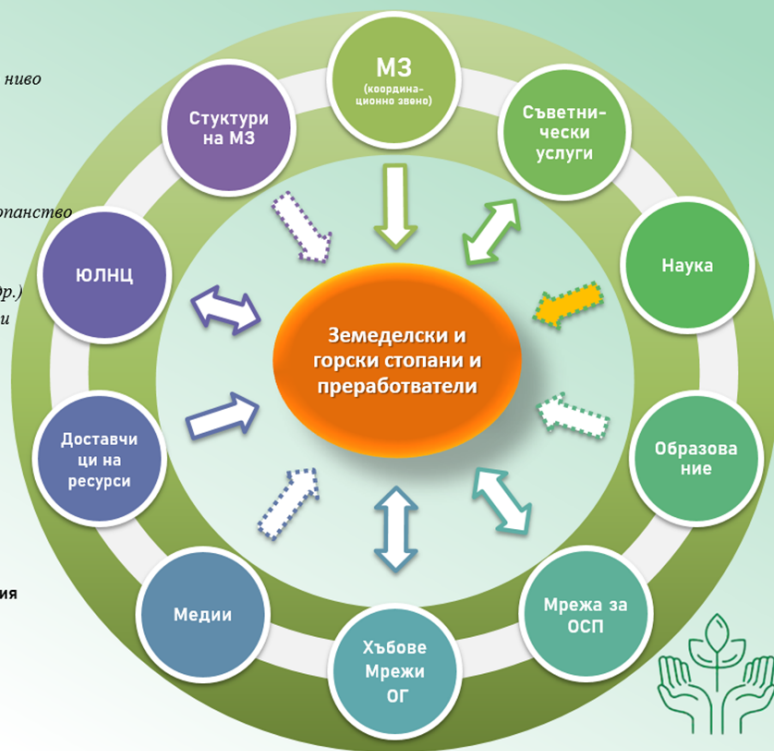 ниво
опанство
др.)
и
ия
МЗ
(координа-
ционно звено)
Съветни-
чески
услуги
Наука
Образова
ние
Мрежа за
ОСП
Хъбове
Мрежи
ОГ
Медии
Доставчи
ци на
ресурси
ЮЛНЦ
Стуктури
на МЗ
Земеделски и
горски стопани и
преработватели